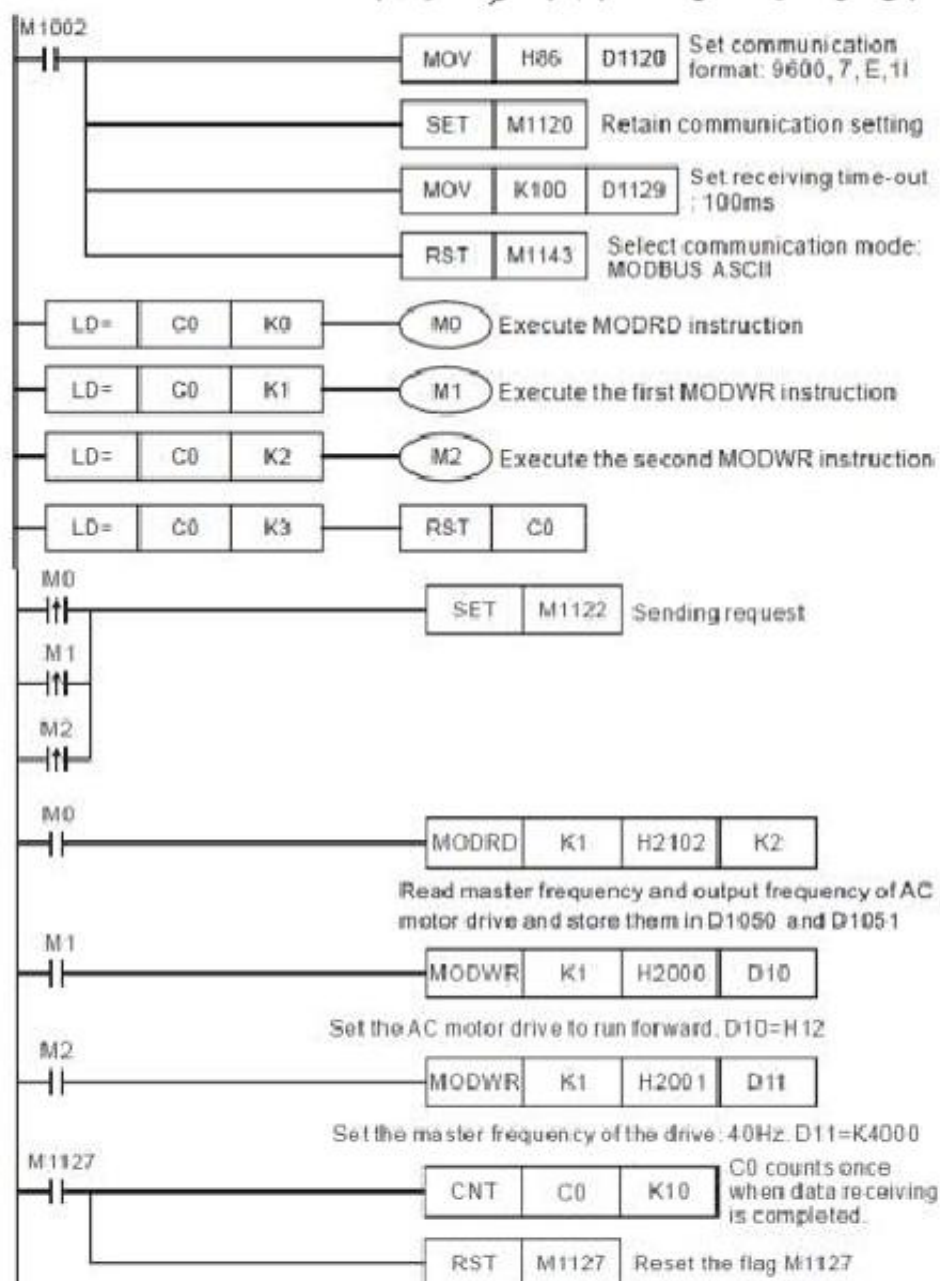 M1002
MOV H86 D1120 Set communication
format: 9600, 7, E, 1
SET M1120 Retain communication setting
MOV K100 D1129 Set receiving time-out
: 100ms
RST M1143 Select communication mode:
MODBUS ASCII
LD= C0 K0 M0 Execute MODRD instruction
LD= C0 K1 M1 Execute the first MODWR instruction
LD= C0 K2 M2 Execute the second MODWR instruction
LD= C0 K3 RST C0
M0
SET M1122 Sending request
M1
M2
M0
MODRD K1 H2102 K2
Read master frequency and output frequency of AC
motor drive and store them in D1050 and D1051
M1
MODWR K1 H2000 D10
Set the AC motor drive to run forward. D10=H12
M2
MODWR K1 H2001 D11
Set the master frequency of the drive: 40Hz. D11=K4000
M1127
CNT C0 K10 C0 counts once
when data receiving
is completed.
RST M1127 Reset the flag M1127